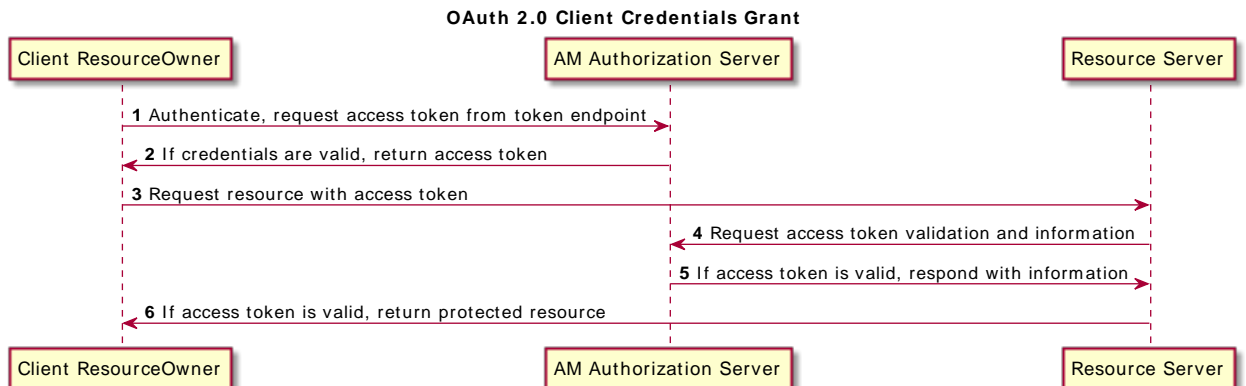 OAuth 2.0 Client Credentials Grant
Client ResourceOwner
AM Authorization Server
Resource Server
1 Authenticate, request access token from token endpoint
2 If credentials are valid, return access token
3 Request resource with access token
4 Request access token validation and information
5 If access token is valid, respond with information
6 If access token is valid, return protected resource
Client ResourceOwner
AM Authorization Server
Resource Server